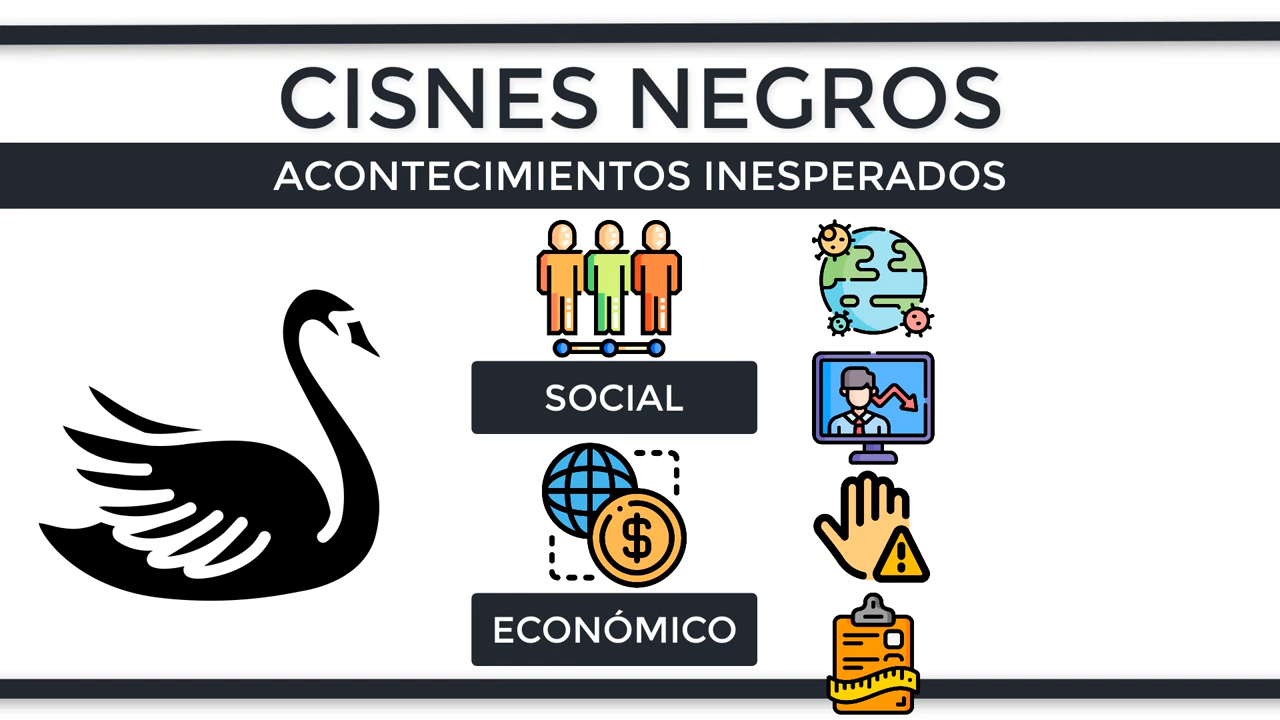 CISNES NEGROS
ACONTECIMIENTOS INESPERADOS
SOCIAL
$
ECONÓMICO